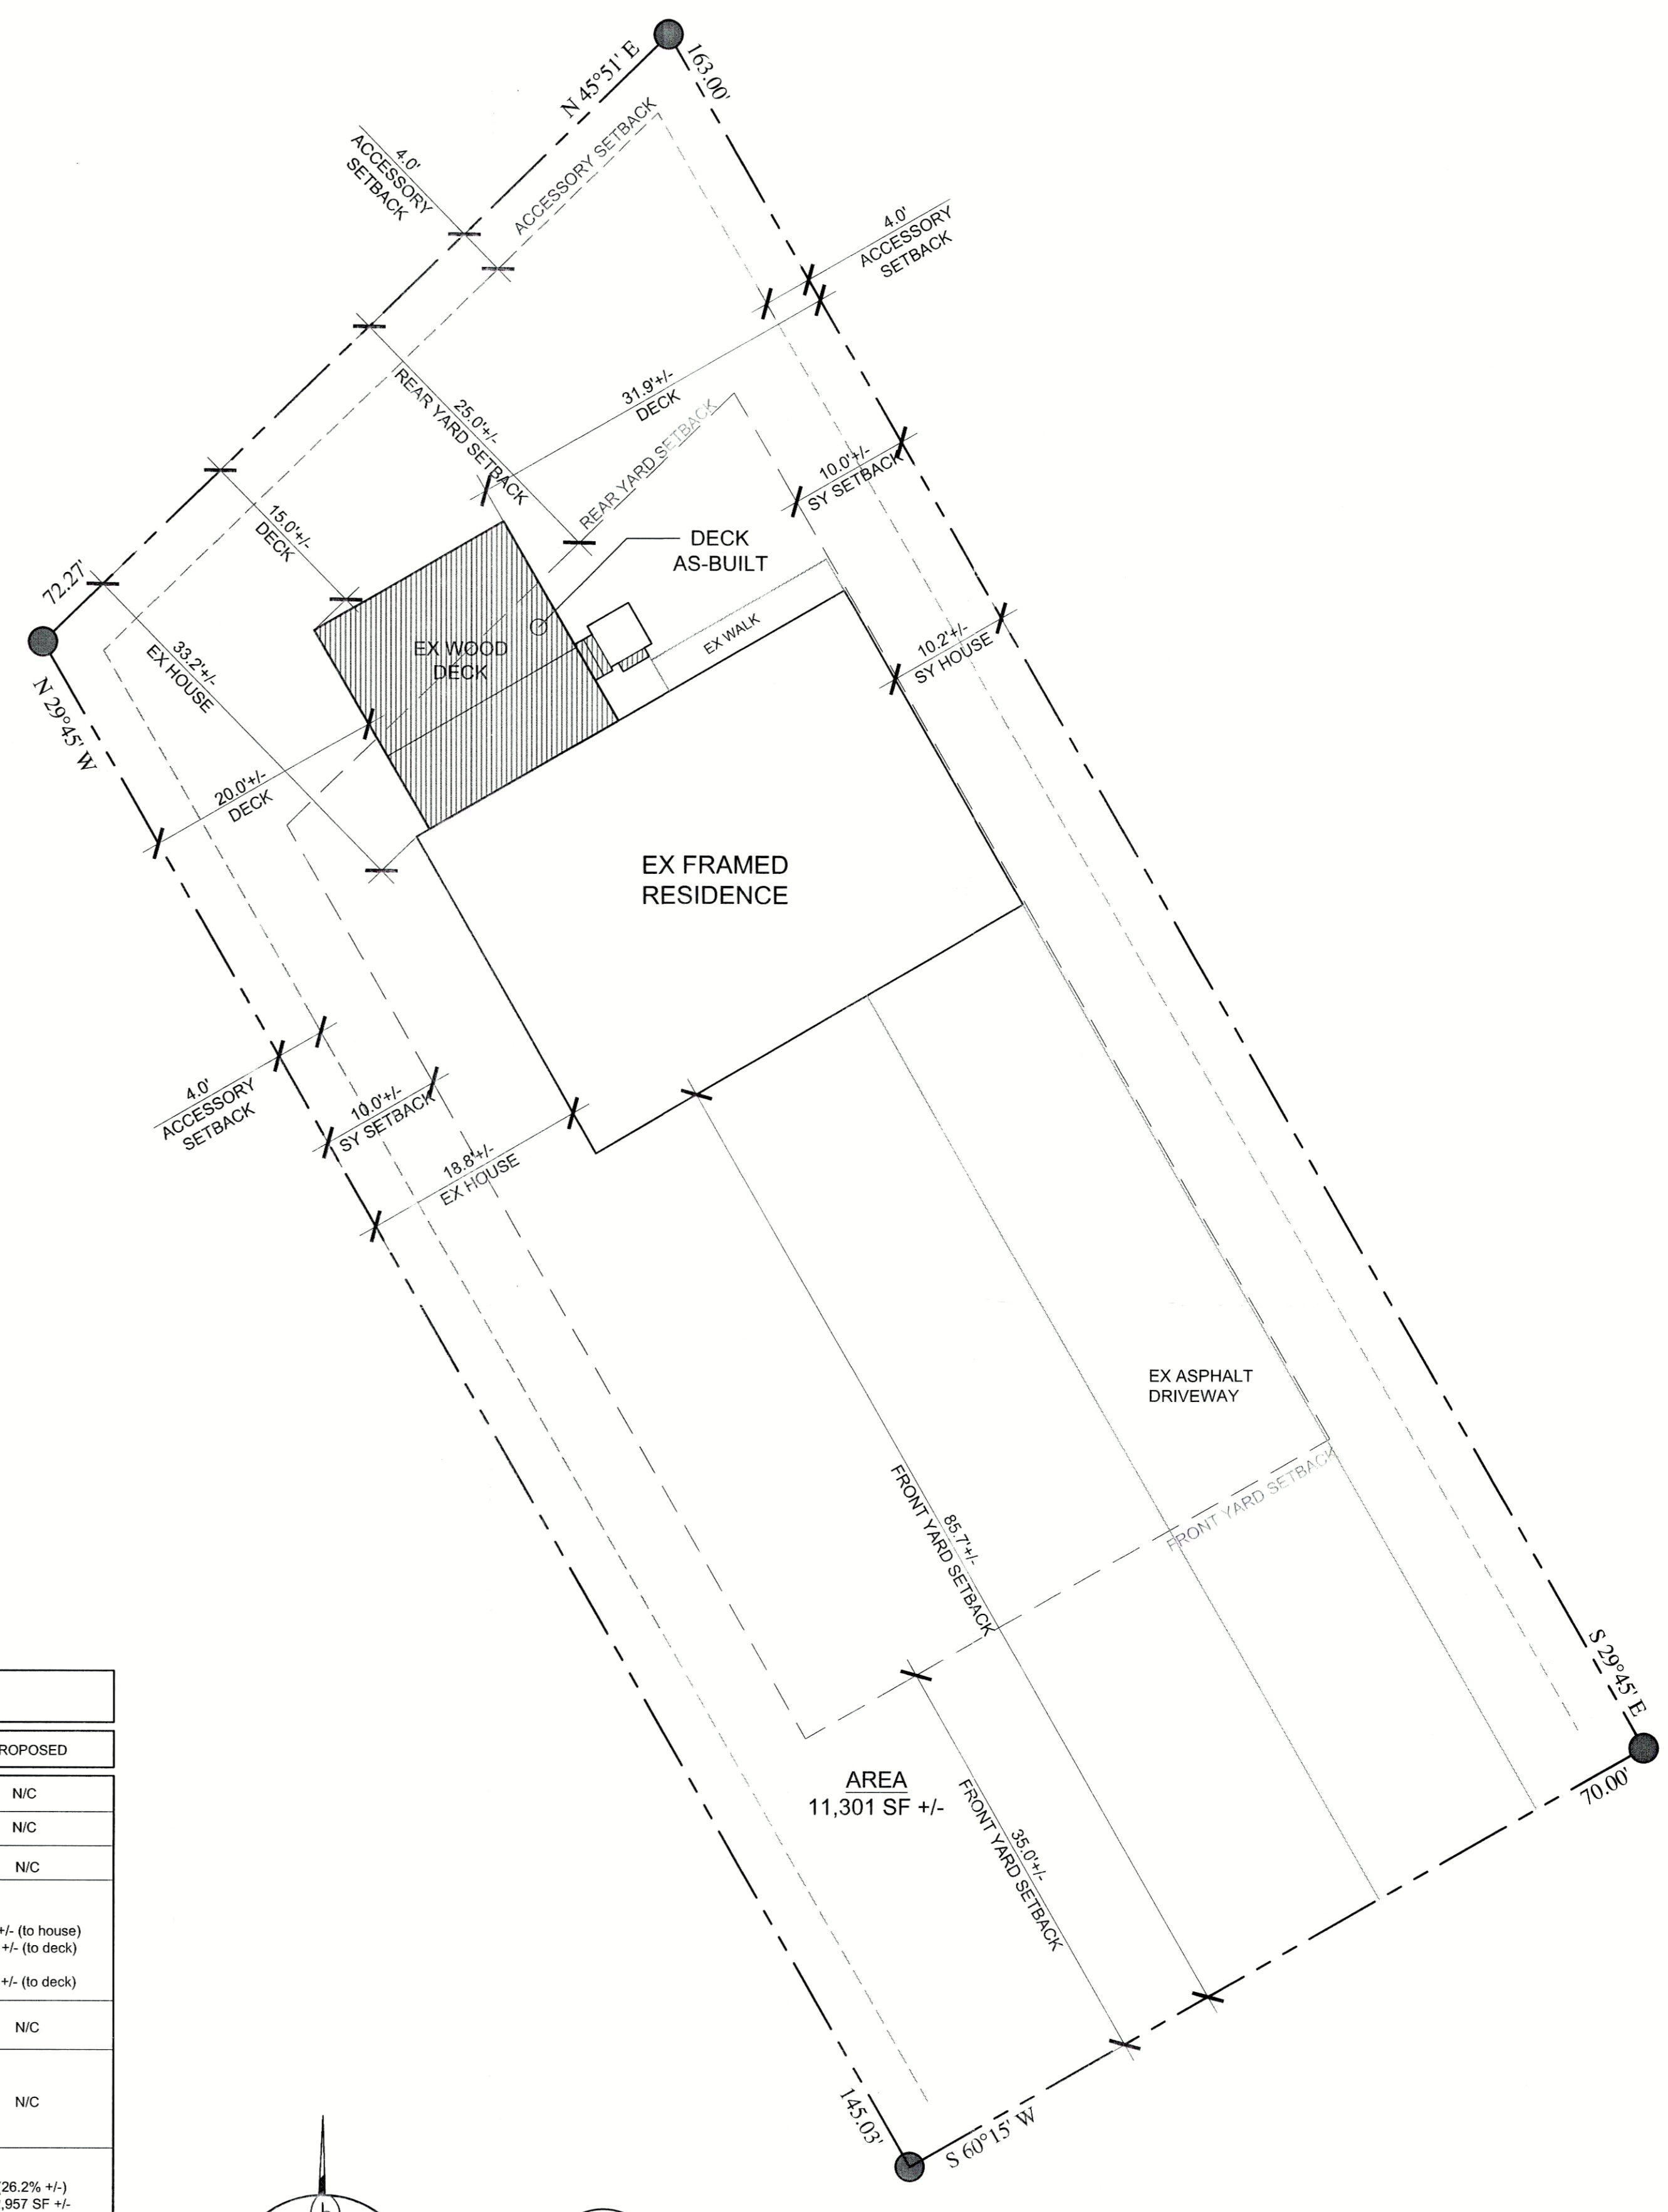 N 45°51' E
163.00'
ACCESSORY SETBACK
4.0'
ACCESSORY
SETBACK
4.0'
ACCESSORY
SETBACK
31.9'+/-
DECK
25.0'+/-
REAR YARD SETBACK
REAR YARD SETBACK
10.0'+/-
SY SETBACK
15.0'+/-
DECK
DECK
AS-BUILT
72.27'
EX WALK
10.2'+/-
SY HOUSE
EX WOOD
DECK
33.2'+/-
EX HOUSE
N 29°45' W
20.0'+/-
DECK
EX FRAMED
RESIDENCE
4.0'
ACCESSORY
SETBACK
10.0'+/-
SY SETBACK
18.8'+/-
EX HOUSE
EX ASPHALT
DRIVEWAY
85.7'+/-
FRONT YARD SETBACK
FRONT YARD SETBACK
S 29°45' E
70.00'
AREA
11,301 SF +/-
35.0'+/-
FRONT YARD SETBACK
145.03'
S 60°15' W
ROPOSED
N/C
N/C
N/C
+/- (to house)
+/- (to deck)
+/- (to deck)
N/C
N/C
26.2% +/-)
,957 SF +/-